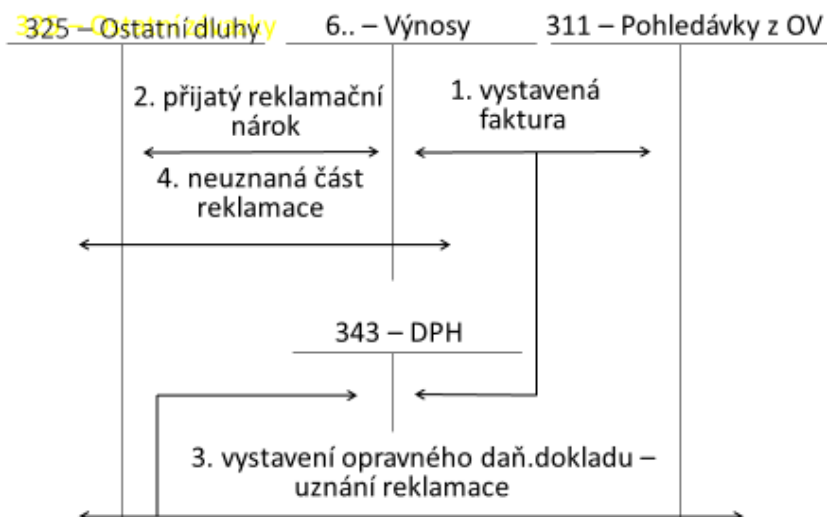 325 – Ostatní dluhy
6.. – Výnosy
311 – Pohledávky z OV
2. přijatý reklamační
nárok
1. vystavená
faktura
4. neuznaná část
reklamace
343 – DPH
3. vystavení opravného daň.dokladu –
uznání reklamace